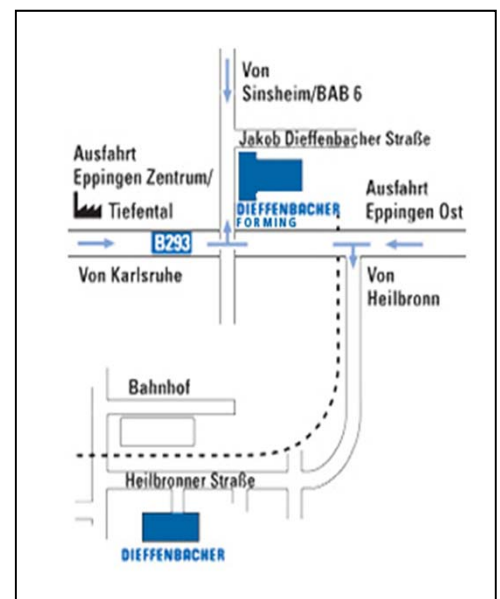 Von
Sinsheim/BAB 6
Jakob Dieffenbacher Straße
Ausfahrt
Eppingen Zentrum/
Tiefental
DIEFFENBACHER
FORMING
Ausfahrt
Eppingen Ost
B293
Von Karlsruhe
Von
Heilbronn
Bahnhof
Heilbronner Straße
DIEFFENBACHER